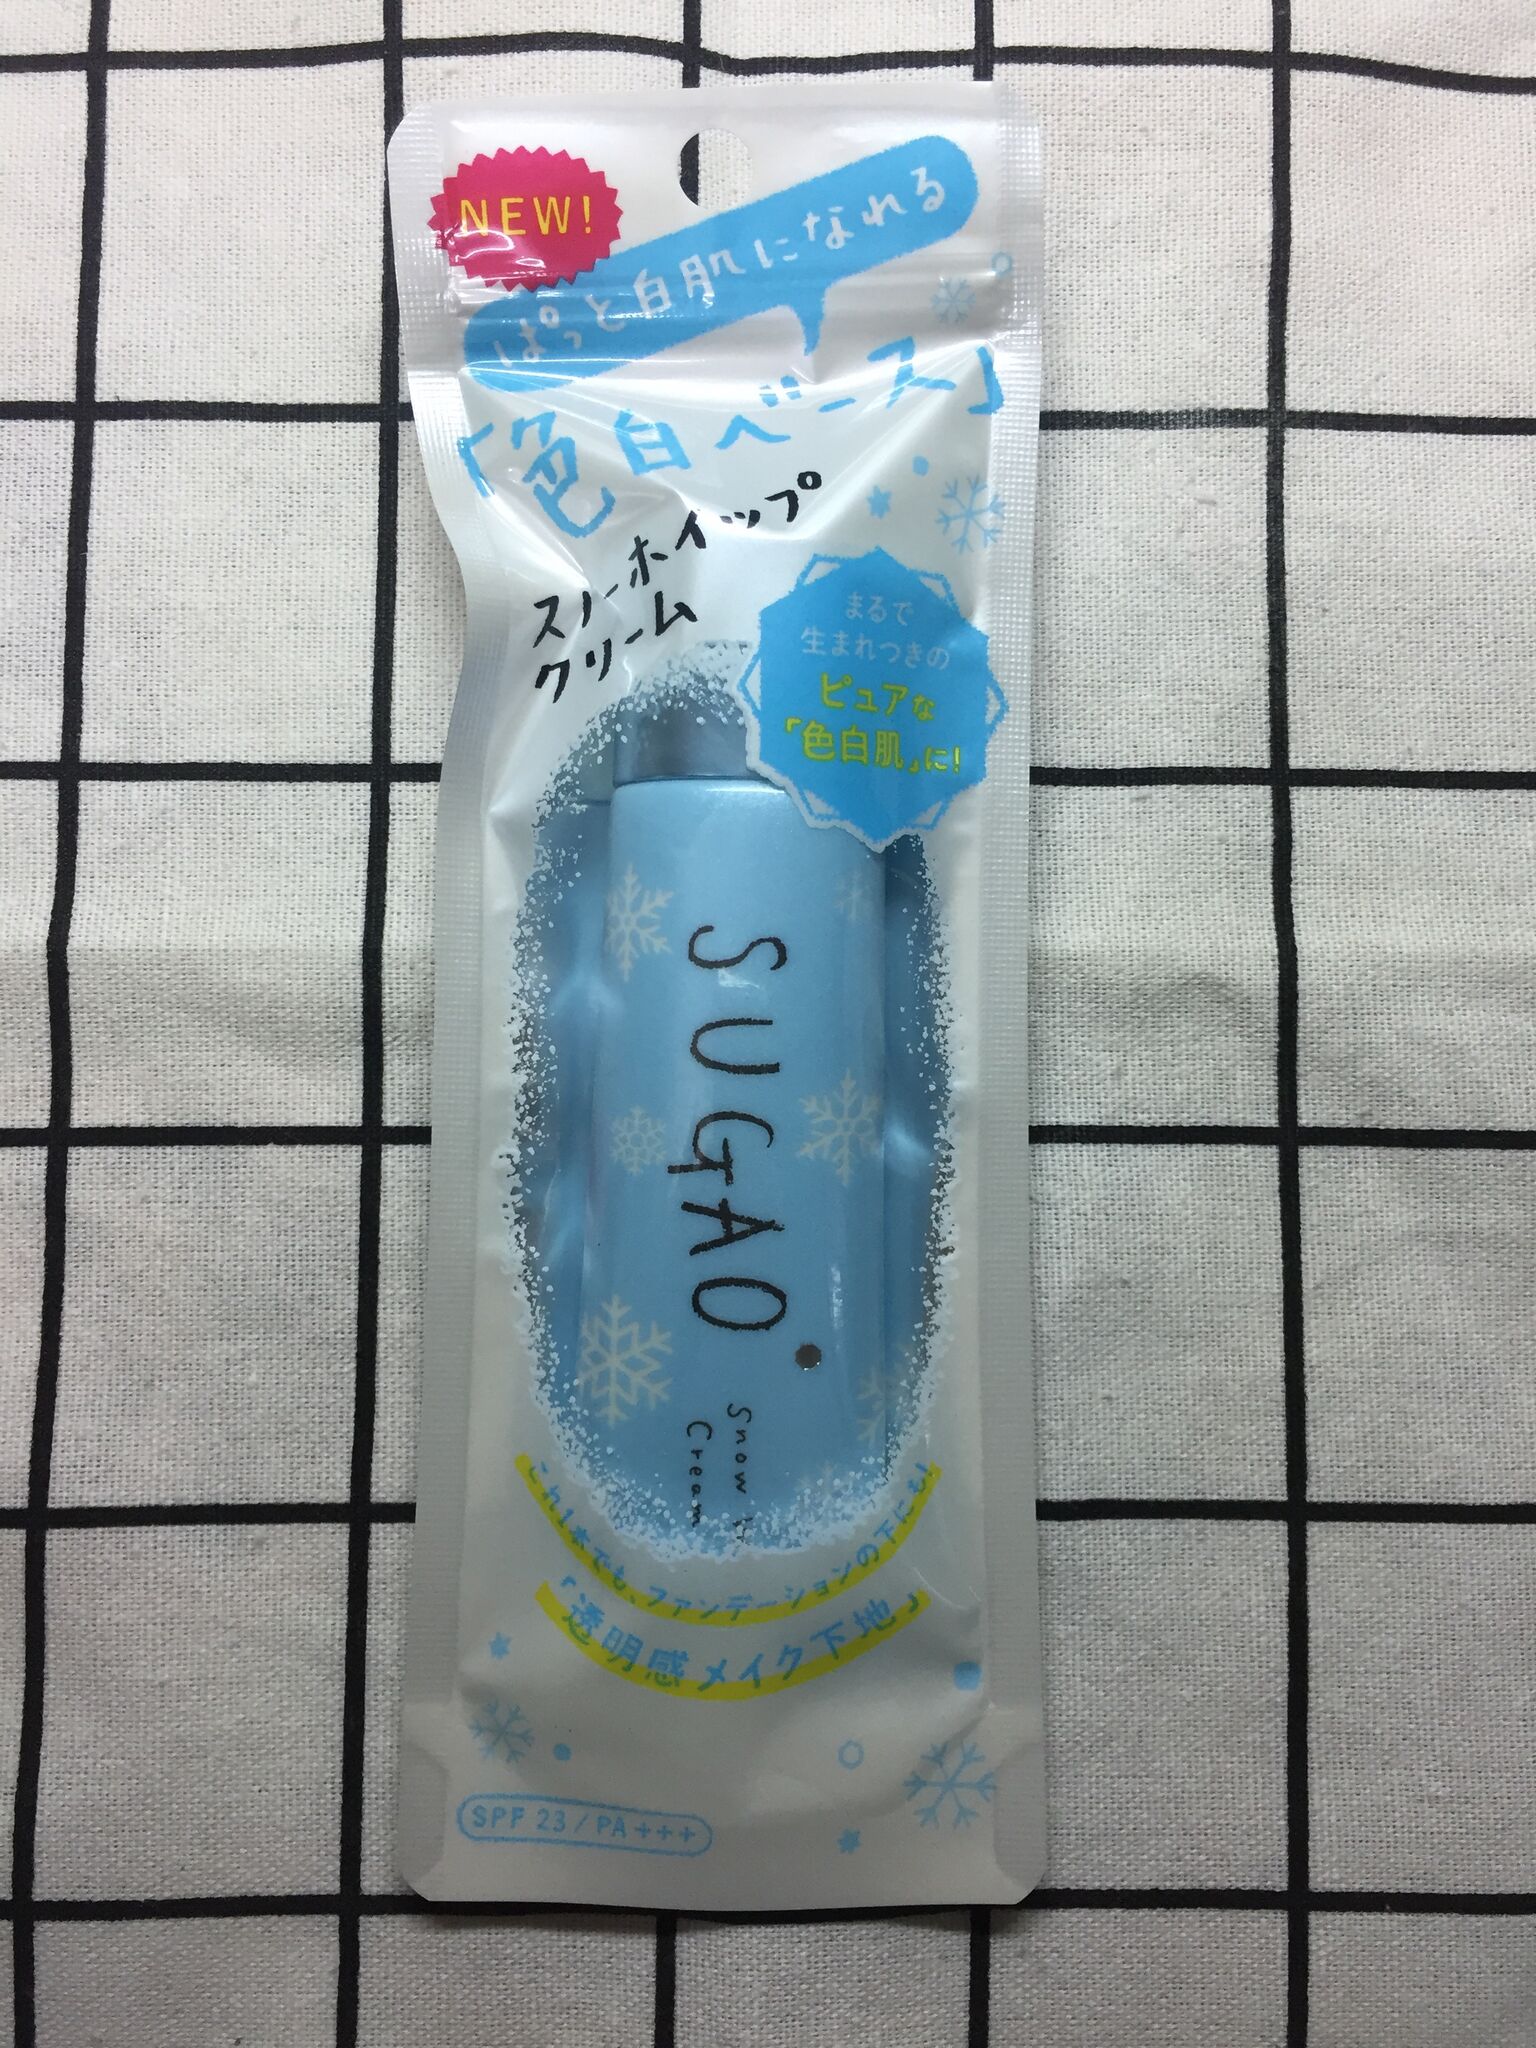 NEW!
ぱっと白肌になれる
「色白ベース」
スノーホイップ
クリーム
まるで
生まれつきの
ピュアな
「色白肌」に!
SUGAO
Snow
Cream
これ1本でも、ファンデーションの下にも!
「透明感メイク下地」
SPF 23/PA+++